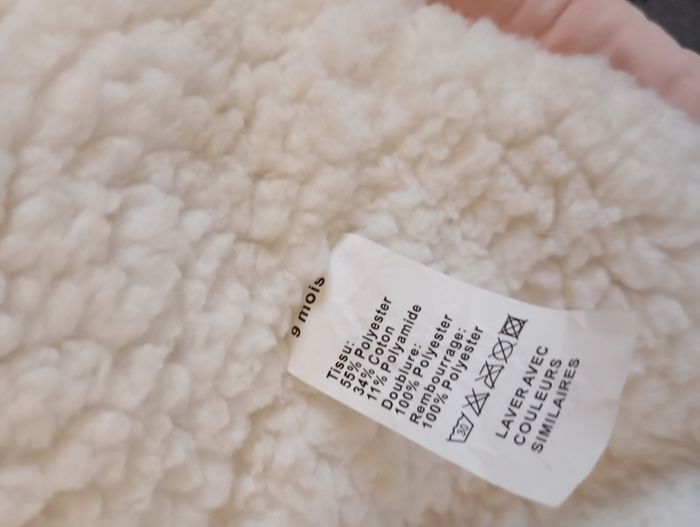 9 mois
Tissu:
55% Polyester
34% Coton
11% Polyamide
Doublure:
100% Polyester
Rembourrage:
100% Polyester
30
LAVER AVEC
COULEURS
SIMILAIRES